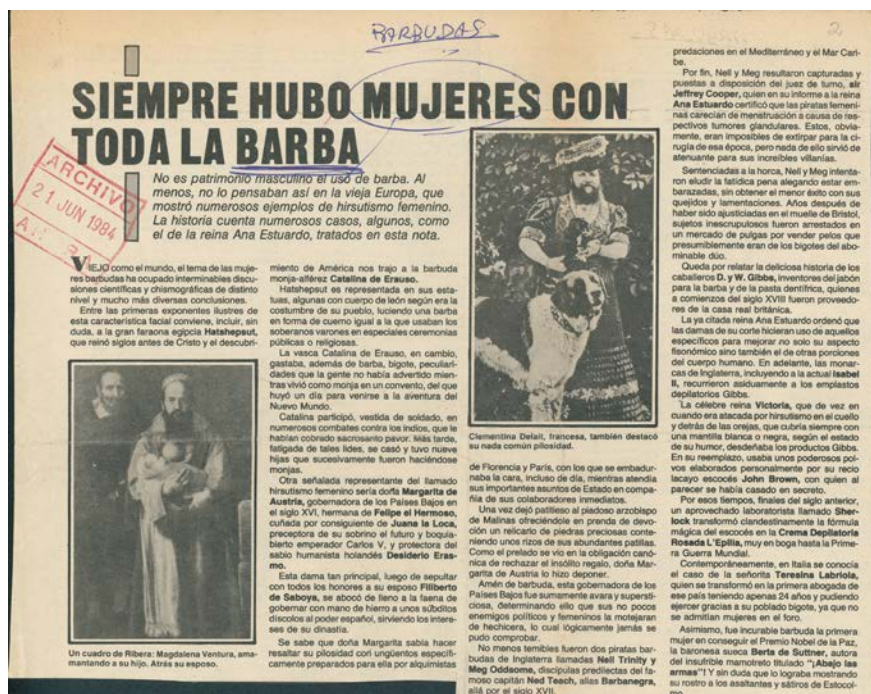 BARBUDAS
2
SIEMPRE HUBO MUJERES CON
TODA LA BARBA
ARCHIVO
21 JUN 1984
No es patrimonio masculino el uso de barba. Al
menos, no lo pensaban así en la vieja Europa, que
mostró numerosos ejemplos de hirsutismo femenino.
La historia cuenta numerosos casos, algunos, como
el de la reina Ana Estuardo, tratados en esta nota.
VIEJO como el mundo, el tema de las muje-
res barbudas ha ocupado interminables discu-
siones científicas y chismográficas de distinto
nivel y mucho más diversas conclusiones.
Entre las primeras exponentes ilustres de
esta característica facial conviene, incluir, sin
duda, a la gran faraona egipcia Hatshepsut,
que reinó siglos antes de Cristo y el descubri-
Un cuadro de Ribera: Magdalena Ventura, ama-
mantando a su hijo. Atrás su esposo.
miento de América nos trajo a la barbuda
monja-alférez Catalina de Erauso.
Hatshepsut es representada en sus esta-
tuas, algunas con cuerpo de león según era la
costumbre de su pueblo, luciendo una barba
en forma de cuerno igual a la que usaban los
soberanos varones en especiales ceremonias
públicas o religiosas.
La vasca Catalina de Erauso, en cambio,
gastaba, además de barba, bigote, peculiari-
dades que la gente no había advertido mien-
tras vivió como monja en un convento, del que
huyó un día para venirse a la aventura del
Nuevo Mundo.
Catalina participó, vestida de soldado, en
numerosos combates contra los indios, que le
habían cobrado sacrosanto pavor. Más tarde,
fatigada de tales lides, se casó y tuvo nueve
hijas que sucesivamente fueron haciéndose
monjas.
Otra señalada representante del llamado
hirsutismo femenino sería doña Margarita de
Austria, gobernadora de los Países Bajos en
el siglo XVI, hermana de Felipe el Hermoso,
cuñada por consiguiente de Juana la Loca,
preceptora de su sobrino el futuro y boquia-
bierto emperador Carlos V, y protectora del
sabio humanista holandés Desiderio Eras-
mo.
Esta dama tan principal, luego de sepultar
con todos los honores a su esposo Filiberto
de Saboya, se abocó de lleno a la faena de
gobernar con mano de hierro a unos súbditos
díscolos al poder español, sirviendo los intere-
ses de su dinastía.
Se sabe que doña Margarita sabía hacer
resaltar su pilosidad con ungüentos específi-
camente preparados para ella por alquimistas
Clementina Delait, francesa, también destacó
su nada común pilosidad.
de Florencia y París, con los que se embadur-
naba la cara, incluso de día, mientras atendía
sus importantes asuntos de Estado en compa-
ñía de sus colaboradores inmediatos.
Una vez dejó patitieso al piadoso arzobispo
de Malinas ofreciéndole en prenda de devo-
ción un relicario de piedras preciosas conte-
niendo unos rizos de sus abundantes patillas.
Como el prelado se vio en la obligación canó-
nica de rechazar el insólito regalo, doña Mar-
garita de Austria lo hizo deponer.
Amén de barbuda, esta gobernadora de los
Países Bajos fue sumamente avara y supersti-
ciosa, determinando ello que sus no pocos
enemigos políticos y femeninos la motejaran
de hechicera, lo cual lógicamente jamás se
pudo comprobar.
No menos temibles fueron dos piratas bar-
budas de Inglaterra llamadas Nell Trinity y
Meg Oddsome, discípulas predilectas del fa-
moso capitán Ned Teach, alias Barbanegra,
allá por el siglo XVII.
predaciones en el Mediterráneo y el Mar Cari-
be.
Por fin, Nell y Meg resultaron capturadas y
puestas a disposición del juez de turno, sir
Jeffrey Cooper, quien en su informe a la reina
Ana Estuardo certificó que las piratas femeni-
nas carecían de menstruación a causa de res-
pectivos tumores glandulares. Estos, obvia-
mente, eran imposibles de extirpar para la ci-
rugía de esa época, pero nada de ello sirvió de
atenuante para sus increíbles villanías.
Sentenciadas a la horca, Nell y Meg intenta-
ron eludir la fatídica pena alegando estar em-
barazadas, sin obtener el menor éxito con sus
quejidos y lamentaciones. Años después de
haber sido ajusticiadas en el muelle de Bristol,
sujetos inescrupulosos fueron arrestados en
un mercado de pulgas por vender pelos que
presumiblemente eran de los bigotes del abo-
minable dúo.
Queda por relatar la deliciosa historia de los
caballeros D. y W. Gibbs, inventores del jabón
para la barba y de la pasta dentífrica, quienes
a comienzos del siglo XVIII fueron proveedo-
res de la casa real británica.
La ya citada reina Ana Estuardo ordenó que
las damas de su corte hicieran uso de aquellos
específicos para mejorar no solo su aspecto
fisonómico sino también el de otras porciones
del cuerpo humano. En adelante, las monar-
cas de Inglaterra, incluyendo a la actual Isabel
II, recurrieron asiduamente a los emplastos
depilatorios Gibbs.
La célebre reina Victoria, que de vez en
cuando era atacada por hirsutismo en el cuello
y detrás de las orejas, que cubría siempre con
una mantilla blanca o negra, según el estado
de su humor, desdeñaba los productos Gibbs.
En su reemplazo, usaba unos poderosos pol-
vos elaborados personalmente por su recio
lacayo escocés John Brown, con quien al
parecer se había casado en secreto.
Por esos tiempos, finales del siglo anterior,
un aprovechado laboratorista llamado Sher-
lock transformó clandestinamente la fórmula
mágica del escocés en la Crema Depilatoria
Rosada L'Epilia, muy en boga hasta la Prime-
ra Guerra Mundial.
Contemporáneamente, en Italia se conocía
el caso de la señorita Teresina Labriola,
quien se transformó en la primera abogada de
ese país teniendo apenas 24 años y pudiendo
ejercer gracias a su poblado bigote, ya que no
se admitían mujeres en el foro.
Asimismo, fue incurable barbuda la primera
mujer en conseguir el Premio Nobel de la Paz,
la baronesa sueca Berta de Suttner, autora
del insufrible mamotreto titulado "¡Abajo las
armas"! Y sin duda que lo lograba mostrando
su rostro a los asaltantes y sátiros de Estocol-
mo.